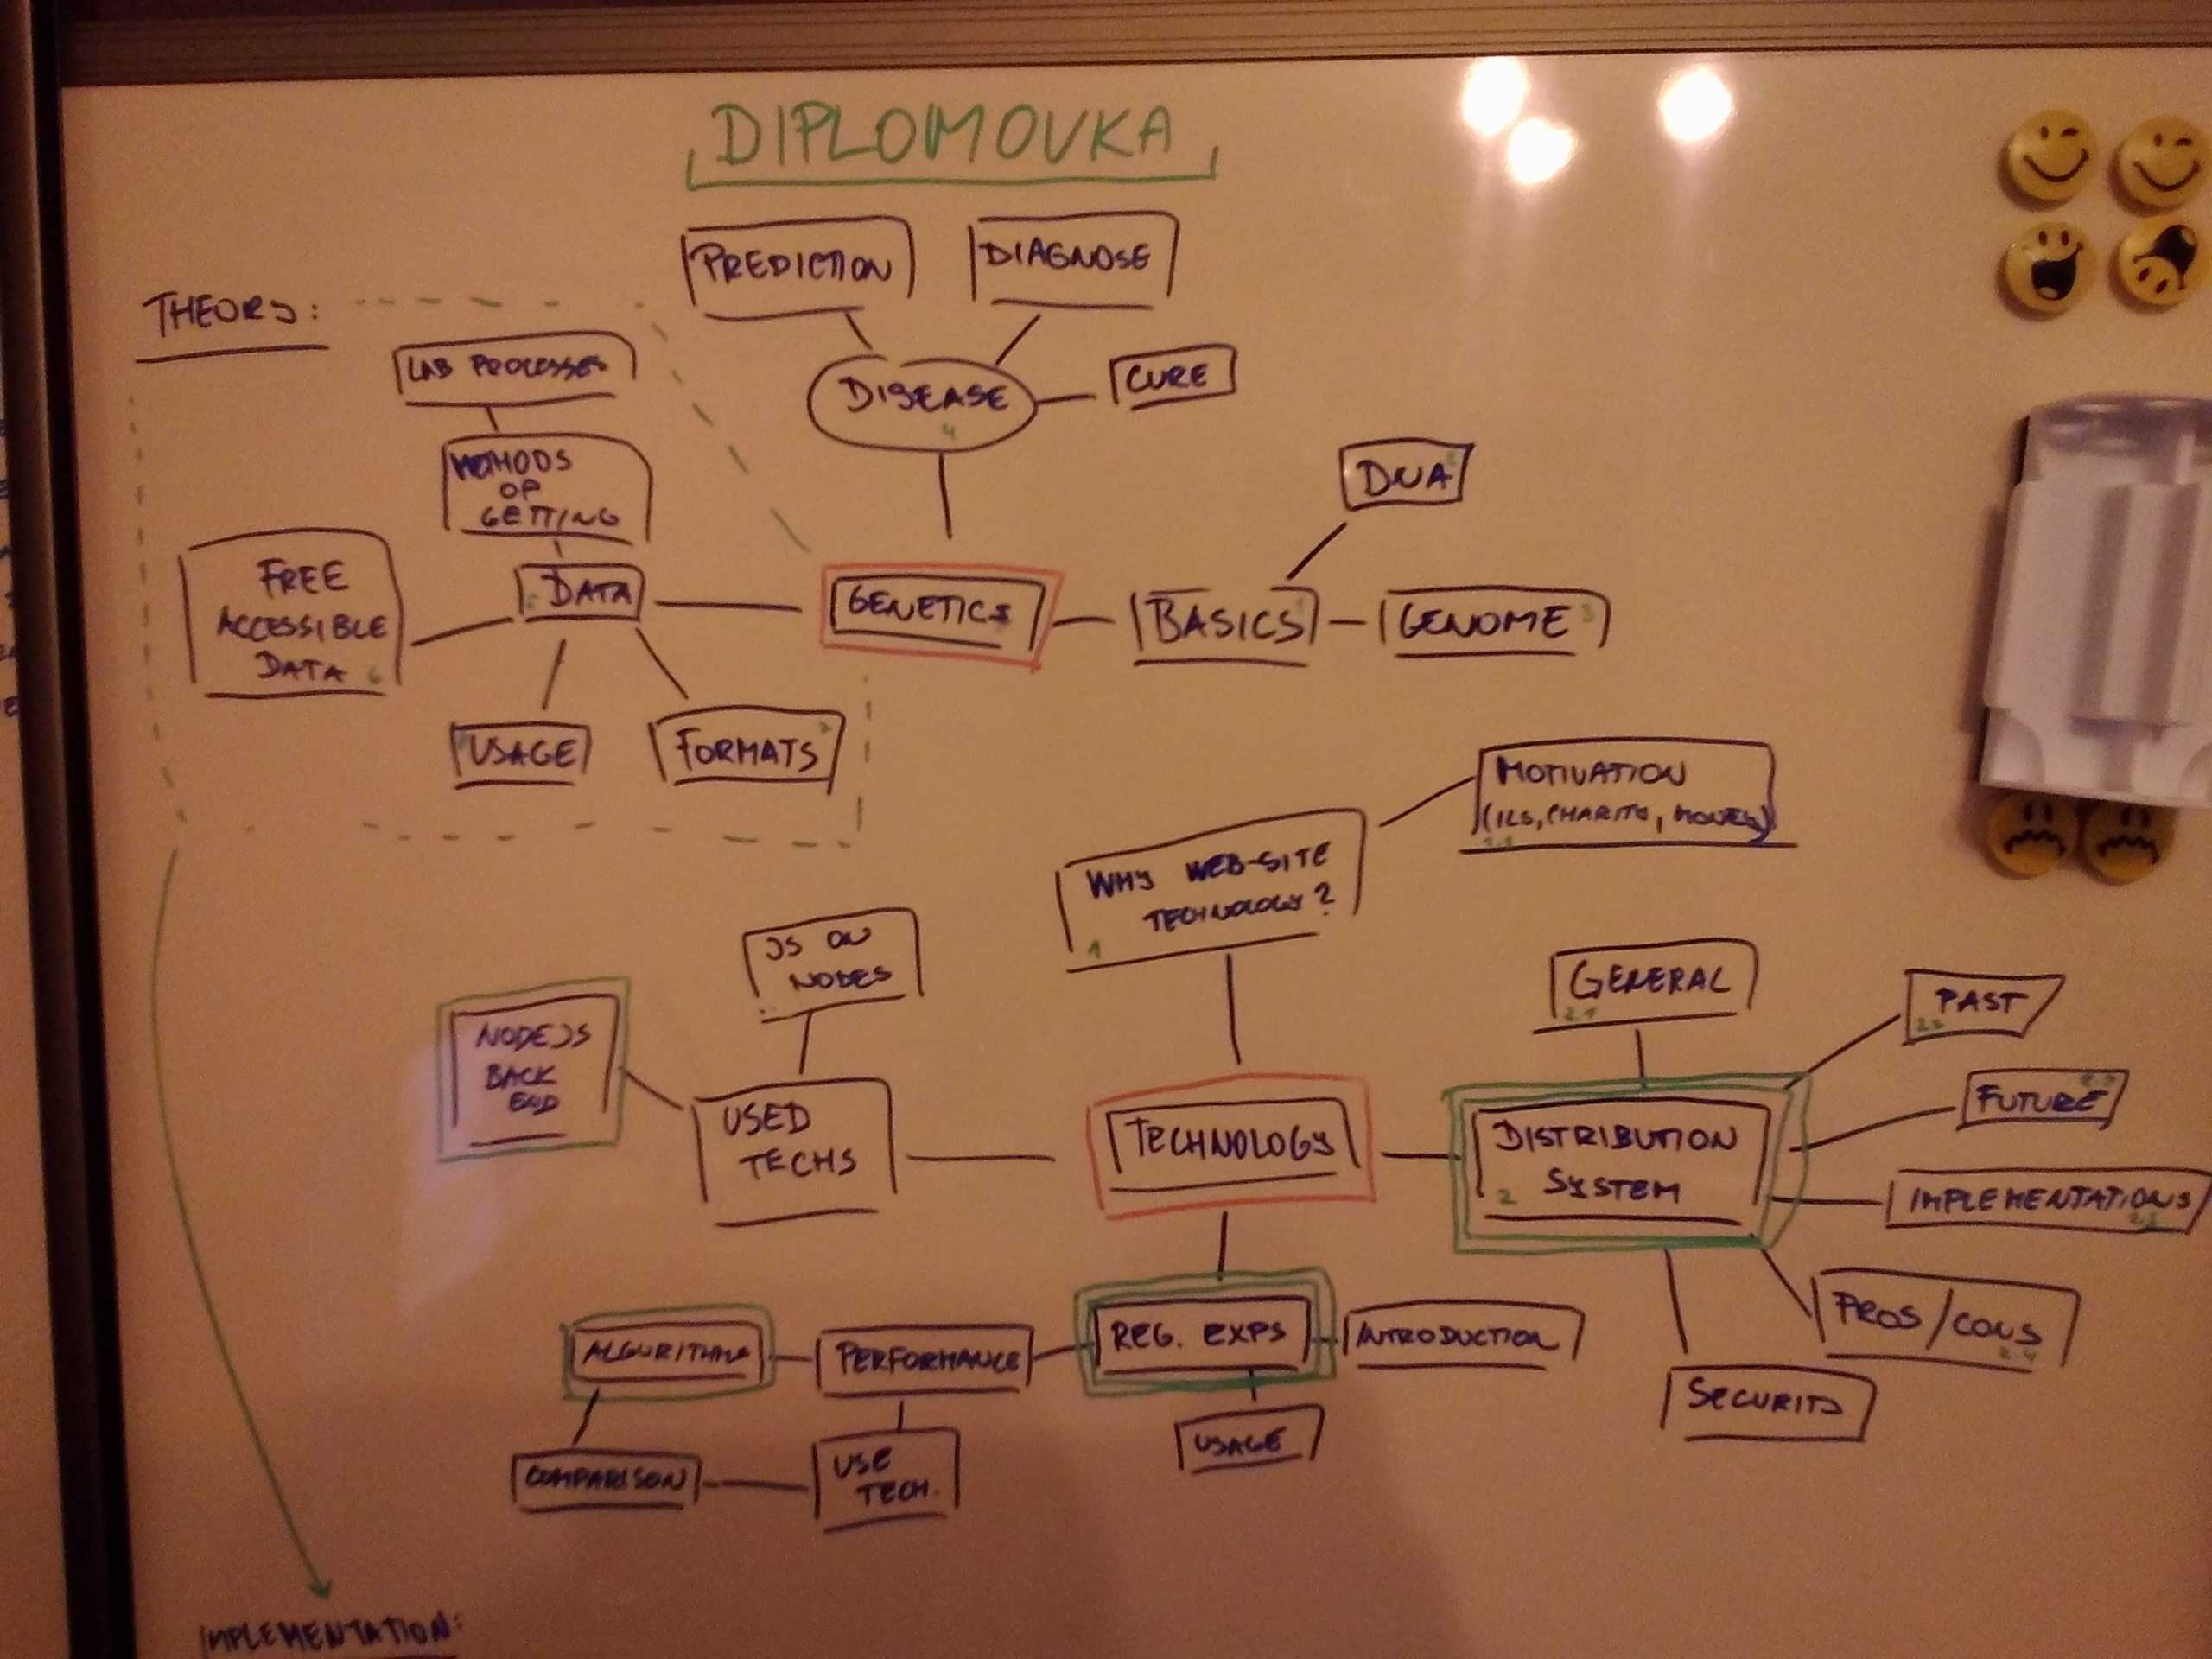 DIPLOMOVKA
THEORY:
PREDICTION
DIAGNOSE
DISEASE
4
CURE
LAB PROCESSES
METHODS
OF
GETTING
DNA
FREE
ACCESSIBLE
DATA 6
DATA
GENETICS
BASICS
GENOME 3
USAGE
FORMATS
MOTIVATION
(ILS, CHARITY, MONEY)
WHY WEB-SITE
TECHNOLOGY?
1
JS ON
NODES
GENERAL
2.1
PAST
NODEJS
BACK
END
USED
TECHS
TECHNOLOGY
DISTRIBUTION
2 SYSTEM
FUTURE
IMPLEMENTATIONS
PROS/CONS
2.4
SECURITY
ALGORITHMS
PERFORMANCE
REG. EXPS
INTRODUCTION
COMPARISON
USE
TECH.
USAGE
IMPLEMENTATION: